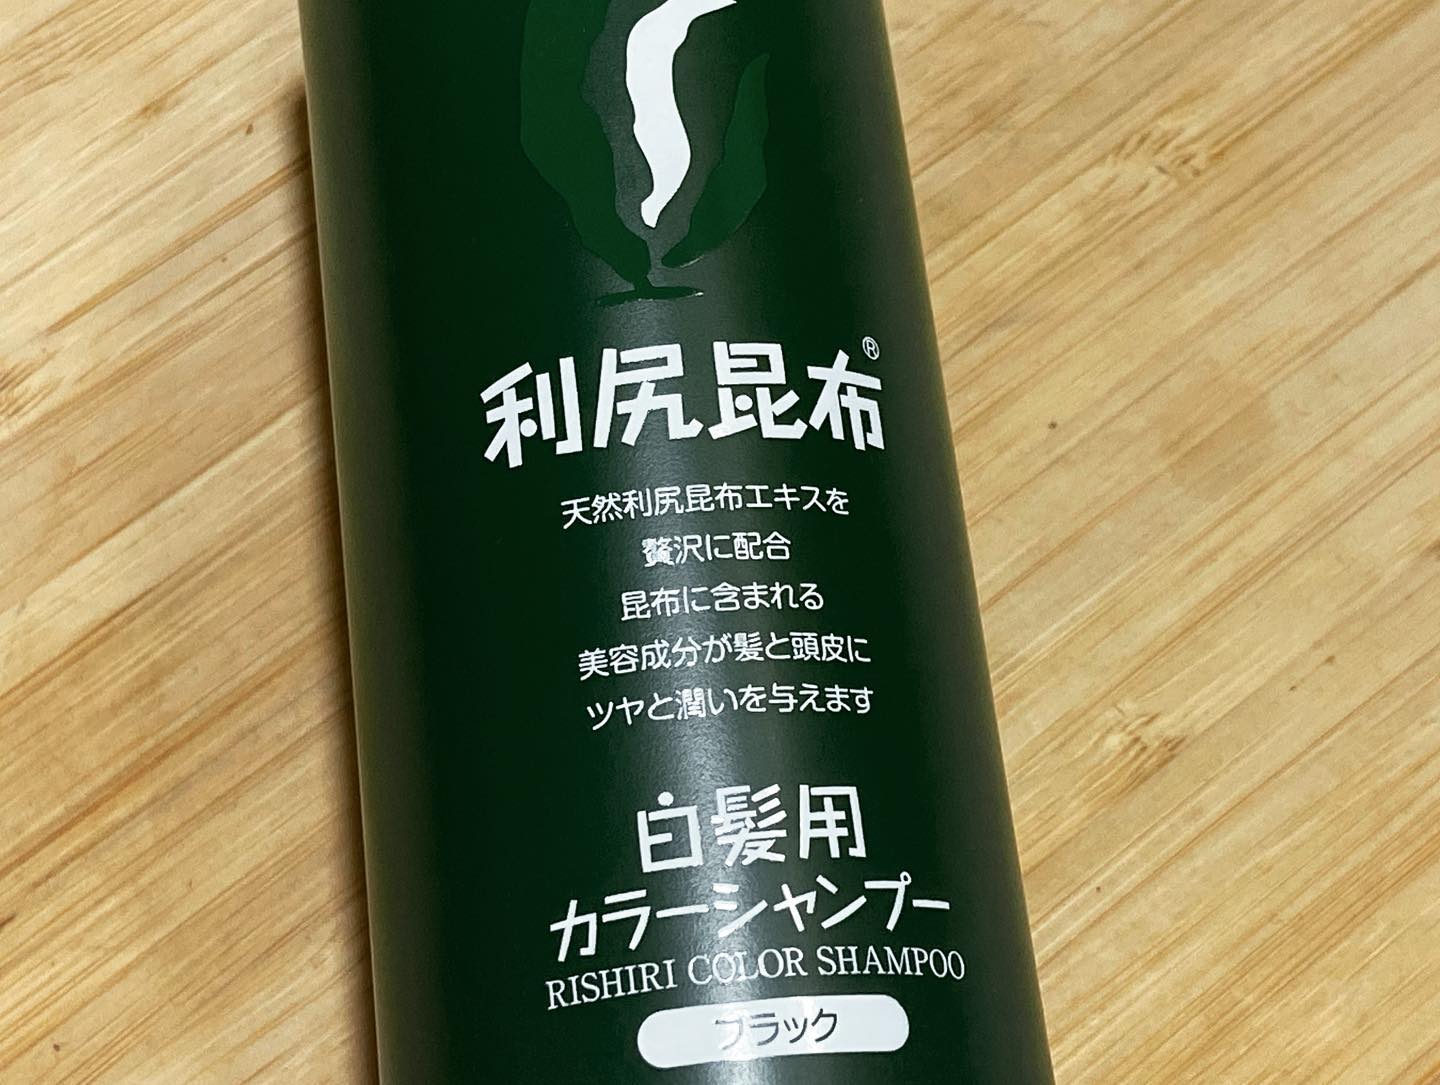 利尻昆布®
天然利尻昆布エキスを
贅沢に配合
昆布に含まれる
美容成分が髪と頭皮に
ツヤと潤いを与えます
白髪用
カラーシャンプー
RISHIRI COLOR SHAMPOO
ブラック